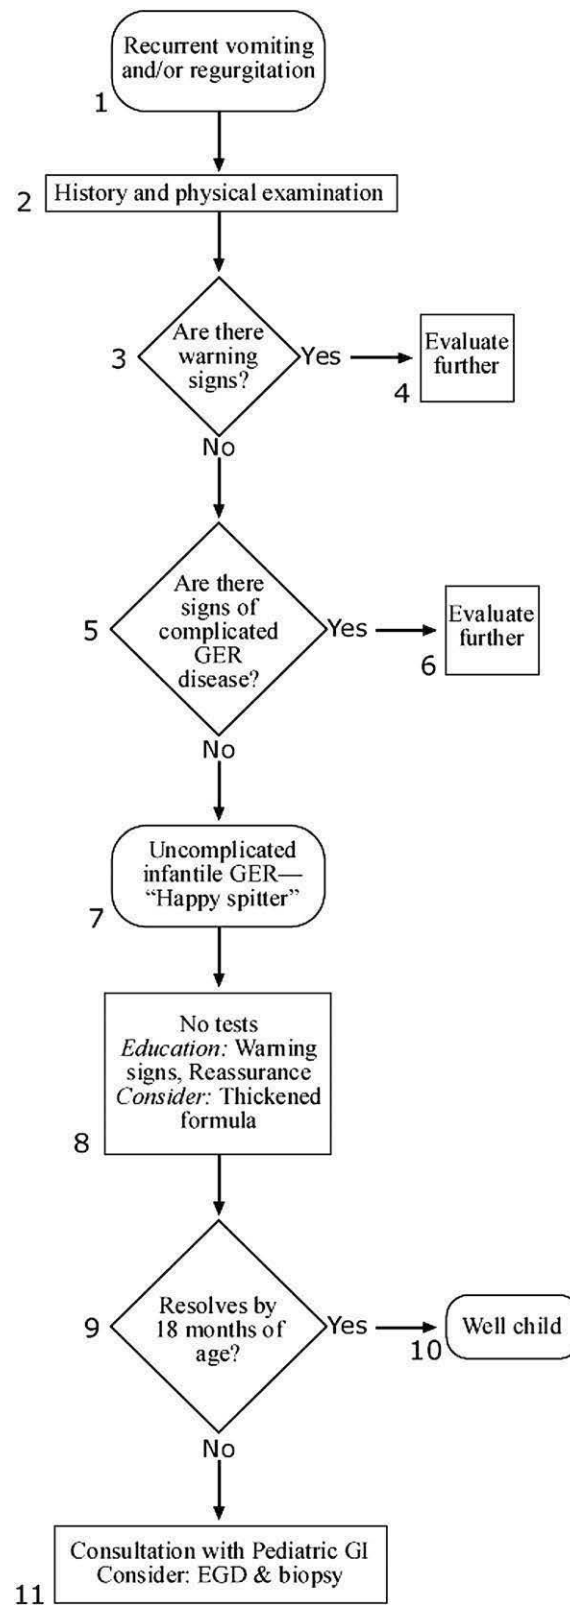 Recurrent vomiting
and/or regurgitation
1
History and physical examination
2
Are there
warning
signs?
3
Yes
Evaluate
further
4
No
Are there
signs of
complicated
GER
disease?
5
Yes
Evaluate
further
6
No
Uncomplicated
infantile GER—
“Happy spitter”
7
No tests
Education: Warning
signs, Reassurance
Consider: Thickened
formula
8
Resolves by
18 months of
age?
9
Yes
Well child
10
No
Consultation with Pediatric GI
Consider: EGD & biopsy
11